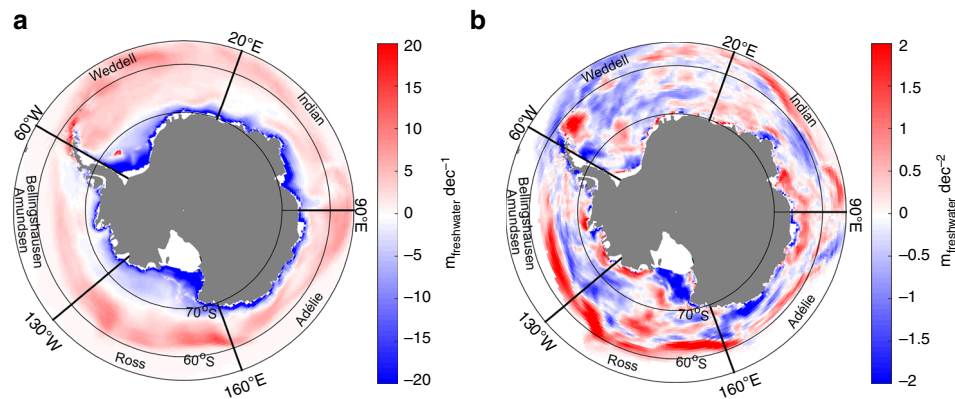 a
20°E
Weddell
Indian
60°W
Bellingshausen
Amundsen
90°E
130°W
70°S
Adélie
Ross
60°S
160°E
20
15
10
5
0
–5
–10
–15
–20
m freshwater dec–1
b
20°E
Weddell
Indian
60°W
Bellingshausen
Amundsen
90°E
130°W
70°S
Adélie
Ross
60°S
160°E
2
1.5
1
0.5
0
–0.5
–1
–1.5
–2
m freshwater dec–2